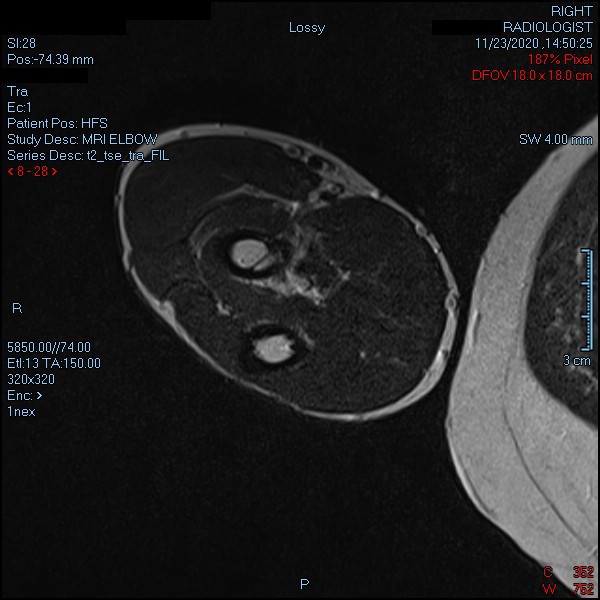 RIGHT
Lossy
RADIOLOGIST
SI:28
11/23/2020 ,14:50:25
Pos:-74.39 mm
187% Pixel
DFOV 18.0 x 18.0 cm
Tra
Ec:1
Patient Pos: HFS
Study Desc: MRI ELBOW
SW 4.00 mm
Series Desc: t2_tse_tra_FIL
< 8 - 28 >
R
5850.00//74.00
Etl:13 TA:150.00
3 cm
320x320
Enc: >
1nex
C 352
P
W 752